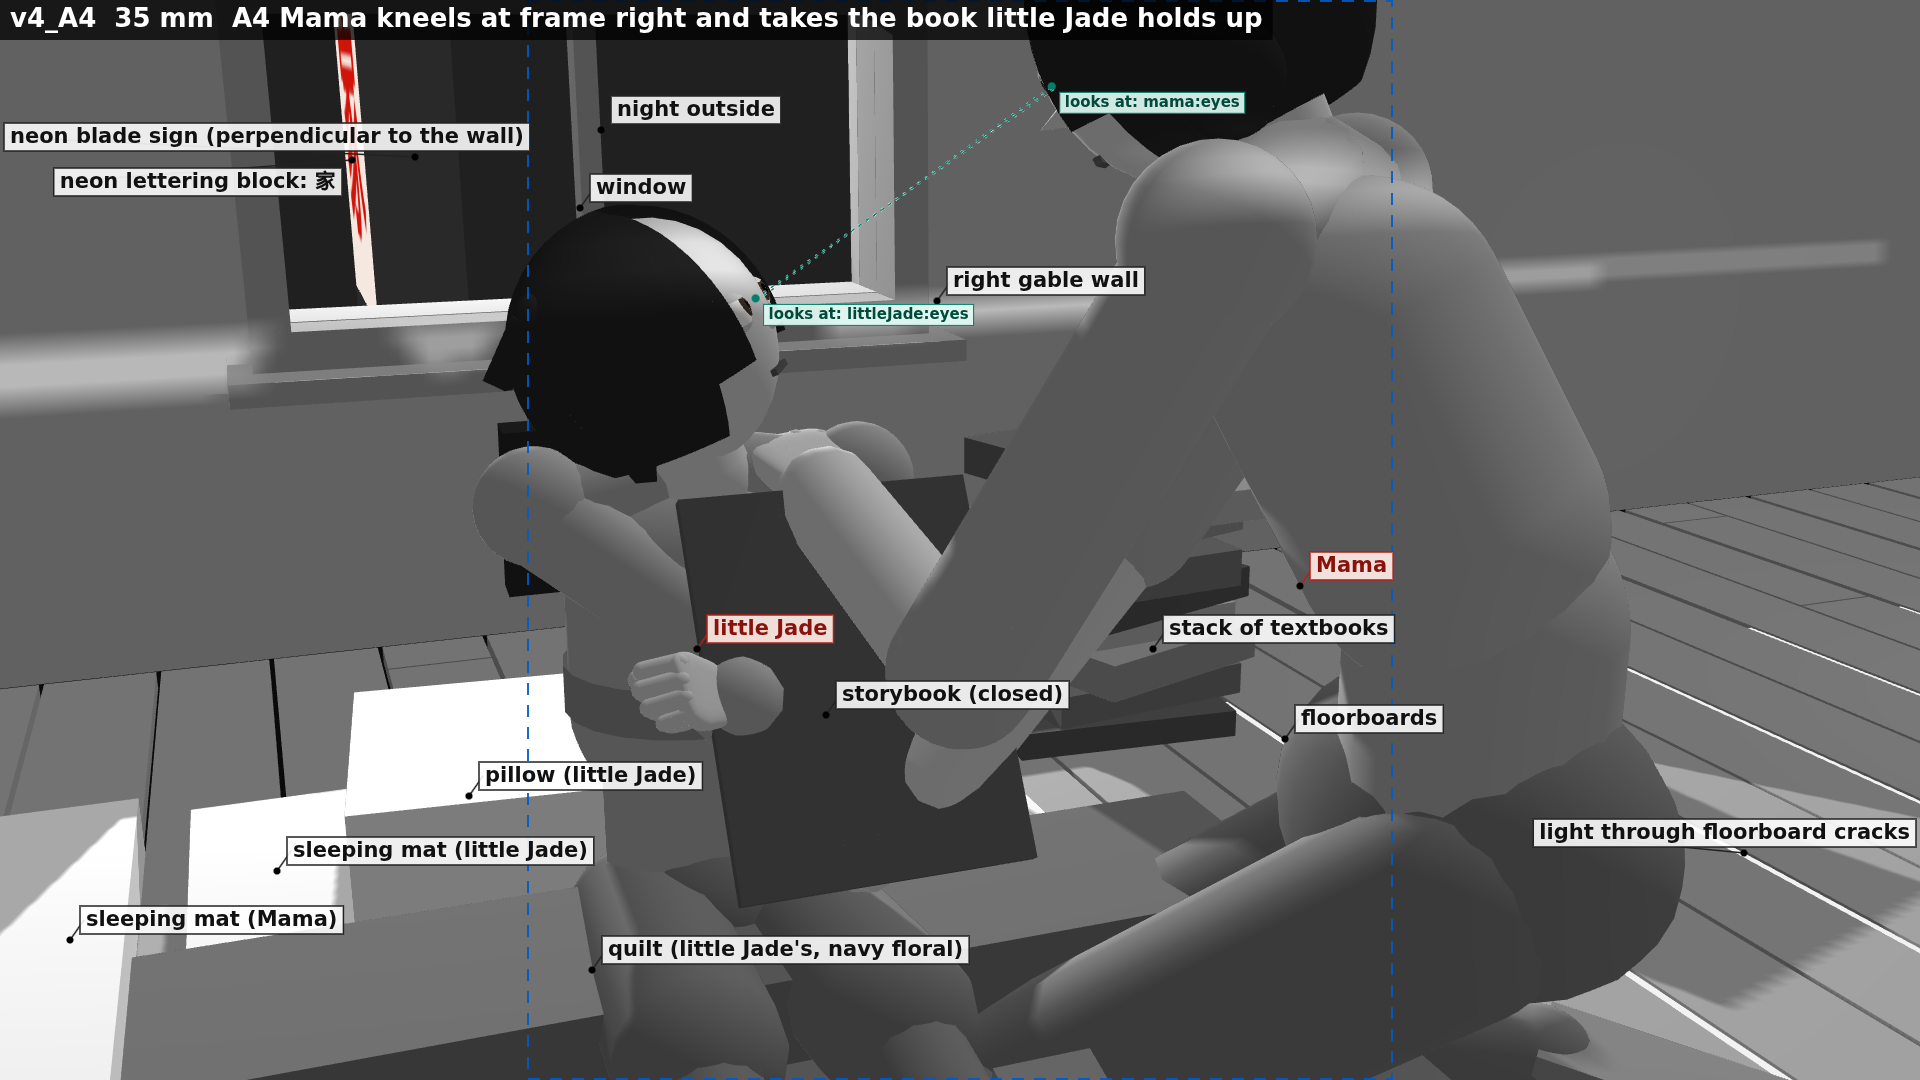 v4_A4 35 mm A4 Mama kneels at frame right and takes the book little Jade holds up
looks at: mama:eyes
night outside
neon blade sign (perpendicular to the wall)
neon lettering block: 家
window
right gable wall
looks at: littleJade:eyes
Mama
little Jade
stack of textbooks
storybook (closed)
floorboards
pillow (little Jade)
light through floorboard cracks
sleeping mat (little Jade)
sleeping mat (Mama)
quilt (little Jade's, navy floral)